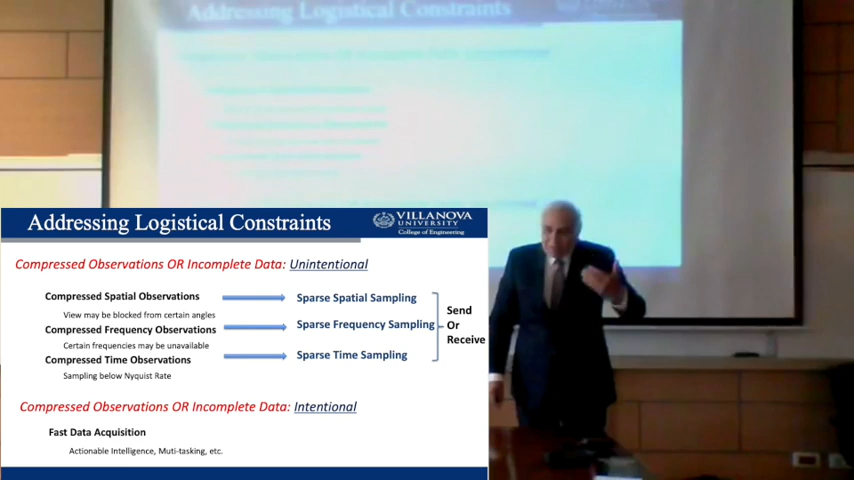 Addressing Logistical Constraints
Addressing Logistical Constraints
VILLANOVA
UNIVERSITY
College of Engineering
Compressed Observations OR Incomplete Data: Unintentional
Compressed Spatial Observations
Sparse Spatial Sampling
View may be blocked from certain angles
Compressed Frequency Observations
Sparse Frequency Sampling
Certain frequencies may be unavailable
Compressed Time Observations
Sparse Time Sampling
Sampling below Nyquist Rate
Send
Or
Receive
Compressed Observations OR Incomplete Data: Intentional
Fast Data Acquisition
Actionable Intelligence, Muti-tasking, etc.